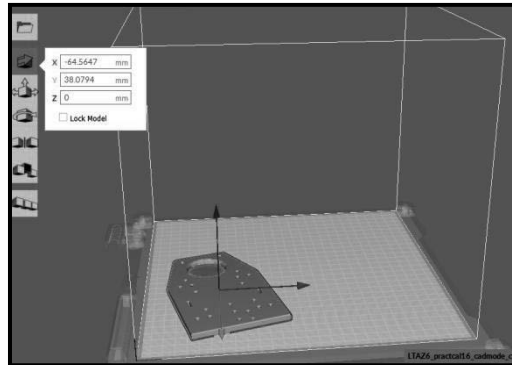 X -64.5647 mm
Y 38.0794 mm
Z 0 mm
Lock Model
LTAZ6_practcal16_cadmode_c